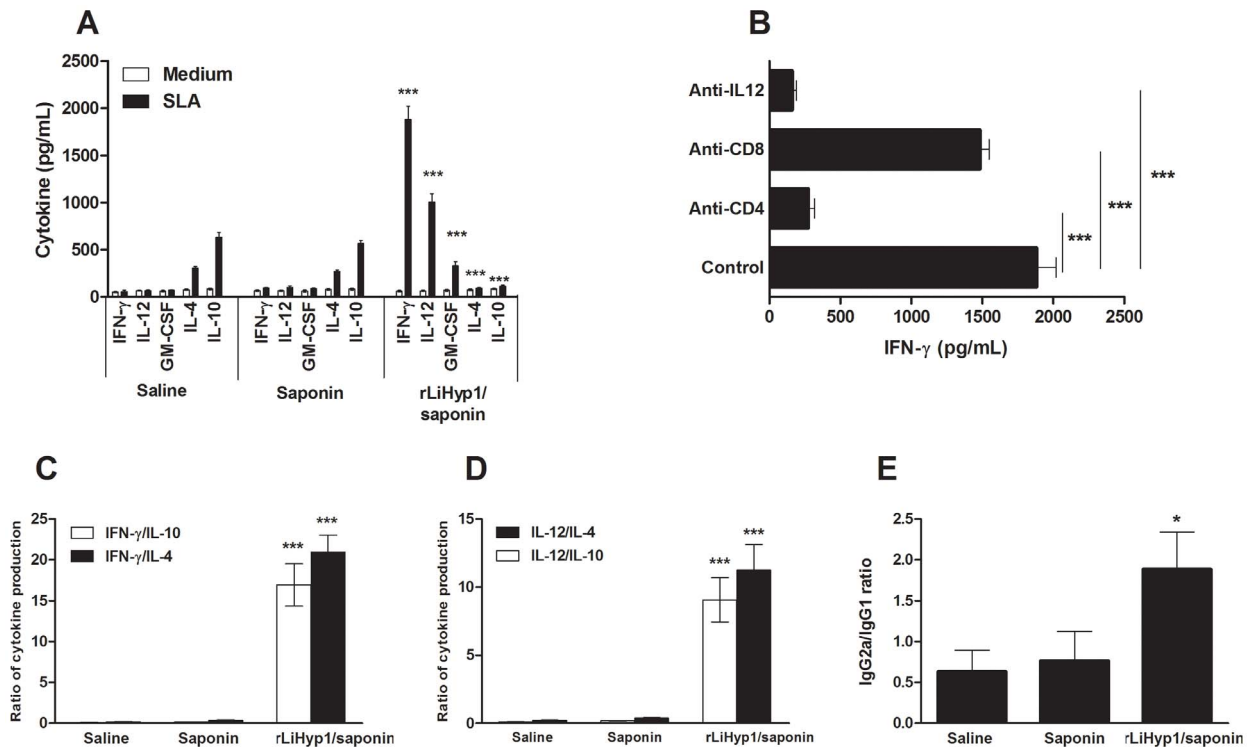 A
2500
2000
1500
1000
500
0
Cytokine (pg/mL)
Medium
SLA
***
***
***
***
***
IFN-γ
IL-12
GM-CSF
IL-4
IL-10
IFN-γ
IL-12
GM-CSF
IL-4
IL-10
IFN-γ
IL-12
GM-CSF
IL-4
IL-10
Saline
Saponin
rLiHyp1/
saponin
B
Anti-IL12
Anti-CD8
Anti-CD4
Control
***
***
***
0 500 1000 1500 2000 2500
IFN-γ (pg/mL)
C
Ratio of cytokine production
25
20
15
10
5
0
IFN-γ/IL-10
IFN-γ/IL-4
***
***
Saline Saponin rLiHyp1/saponin
D
Ratio of cytokine production
15
10
5
0
IL-12/IL-4
IL-12/IL-10
***
***
Saline Saponin rLiHyp1/saponin
E
IgG2a/IgG1 ratio
2.5
2.0
1.5
1.0
0.5
0.0
*
Saline Saponin rLiHyp1/saponin